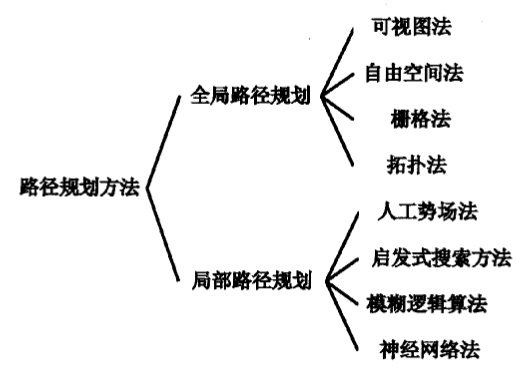 路径规划方法
全局路径规划
可视图法
自由空间法
栅格法
拓扑法
局部路径规划
人工势场法
启发式搜索方法
模糊逻辑算法
神经网络法